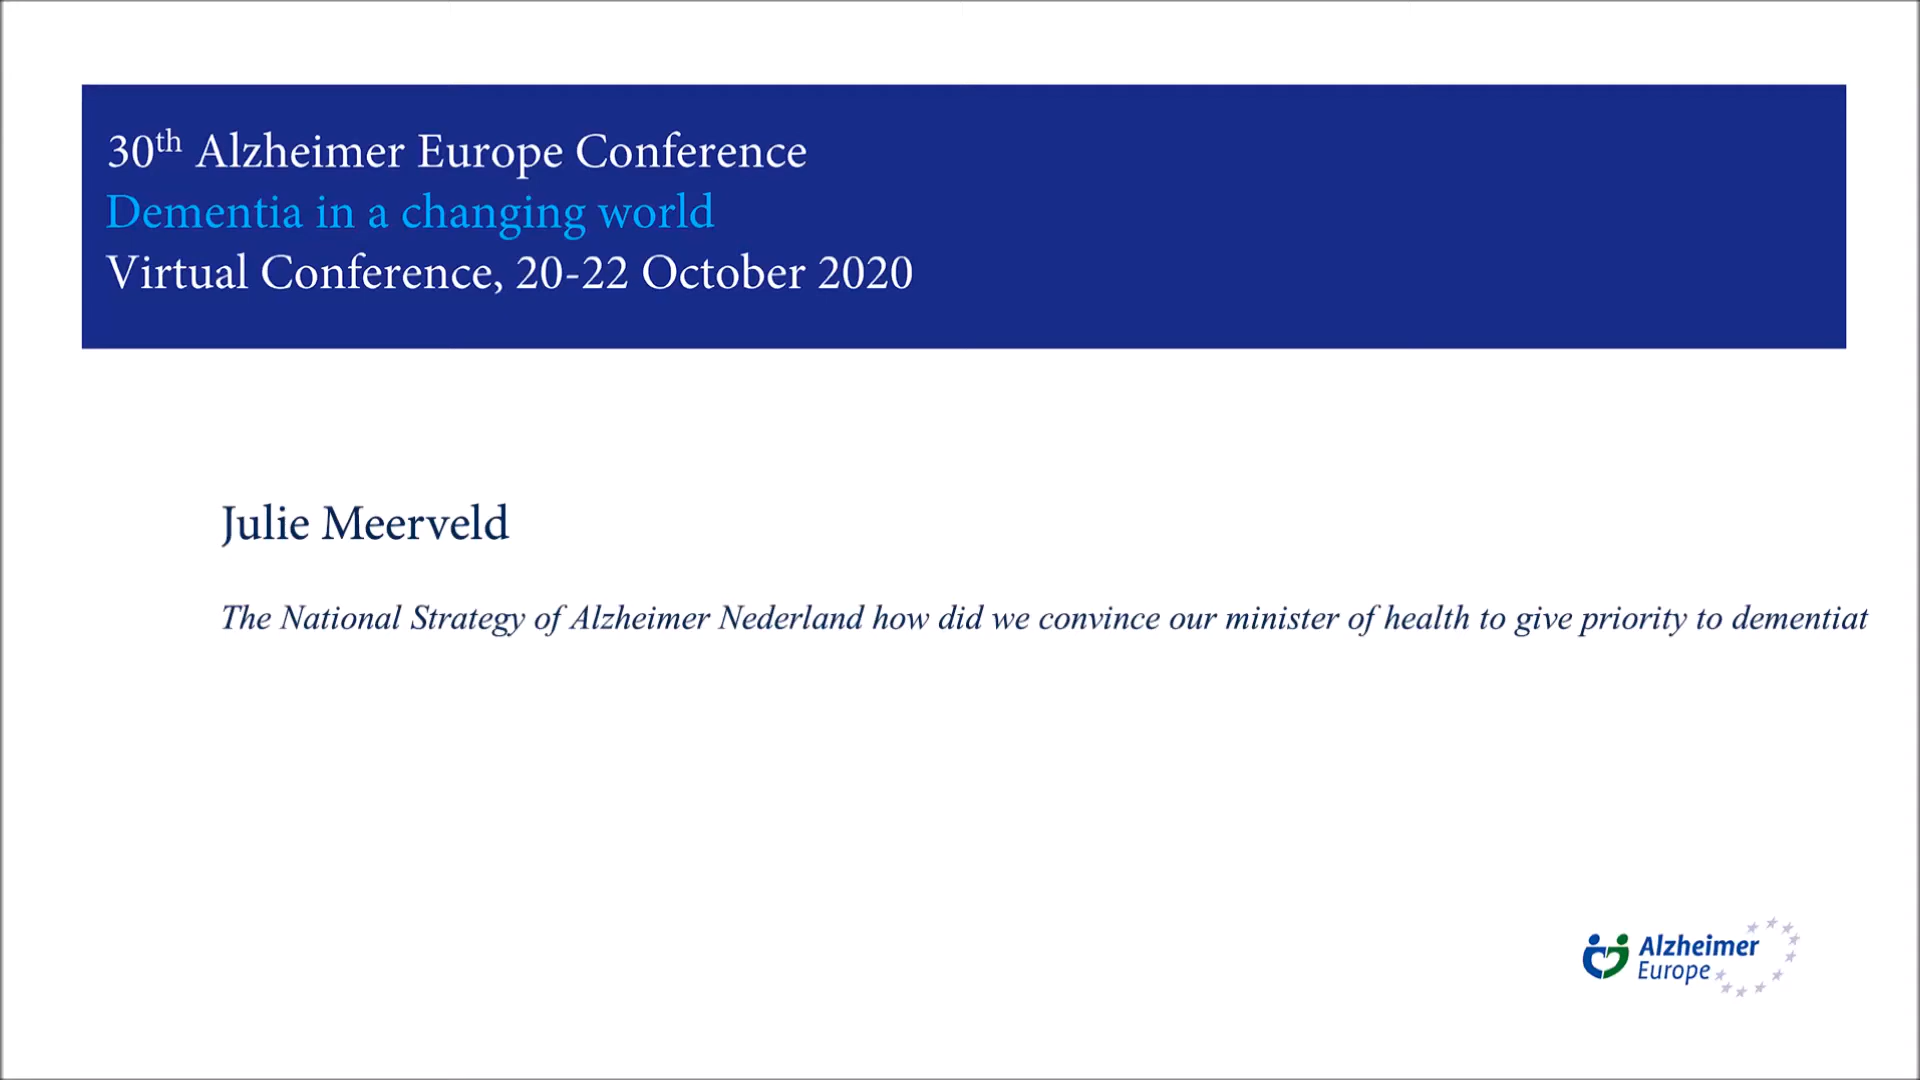 30th Alzheimer Europe Conference
Dementia in a changing world
Virtual Conference, 20-22 October 2020
Julie Meerveld
The National Strategy of Alzheimer Nederland how did we convince our minister of health to give priority to dementiat
Alzheimer
Europe